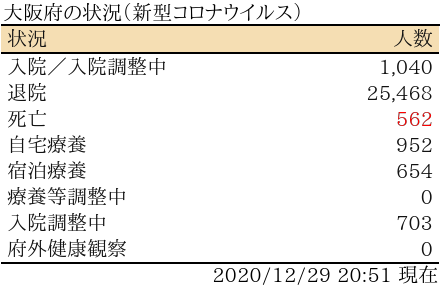 大阪府の状況（新型コロナウイルス）
状況 人数
入院／入院調整中 1,040
退院 25,468
死亡 562
自宅療養 952
宿泊療養 654
療養等調整中 0
入院調整中 703
府外健康観察 0
2020/12/29 20:51 現在